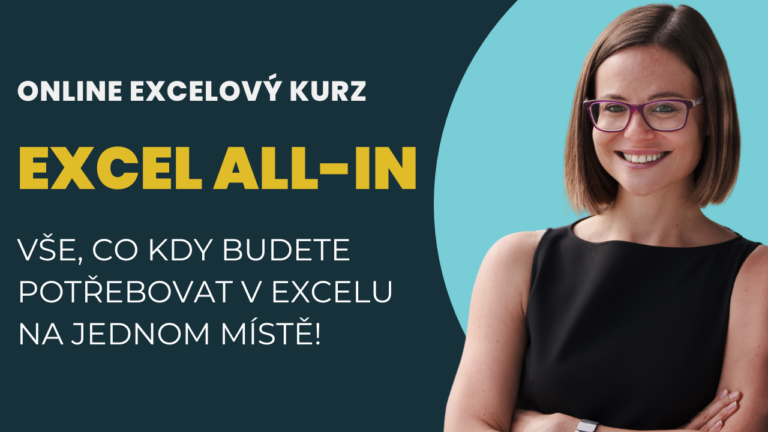 ONLINE EXCELOVÝ KURZ
EXCEL ALL-IN
VŠE, CO KDY BUDETE
POTŘEBOVAT V EXCELU
NA JEDNOM MÍSTĚ!